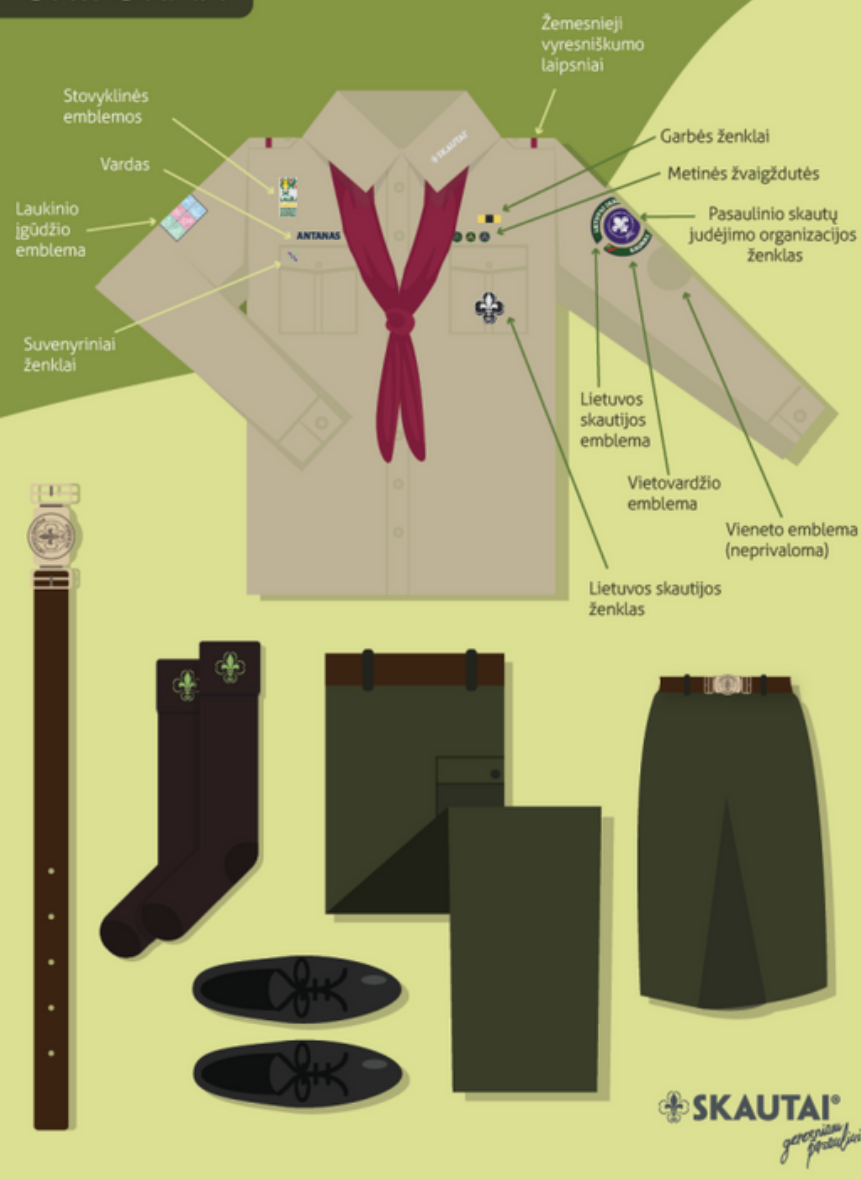 Žemesnieji
vyresniškumo
laipsniai
Stovyklinės
emblemos
Vardas
Laukinio
įgūdžio
emblema
Suvenyriniai
ženklai
SKAUTAI
ANTANAS
Garbės ženklai
Metinės žvaigždutės
Pasaulinio skautų
judėjimo organizacijos
ženklas
Lietuvos
skautijos
emblema
Vietovardžio
emblema
Vieneto emblema
(neprivaloma)
Lietuvos skautijos
ženklas
SKAUTAI®